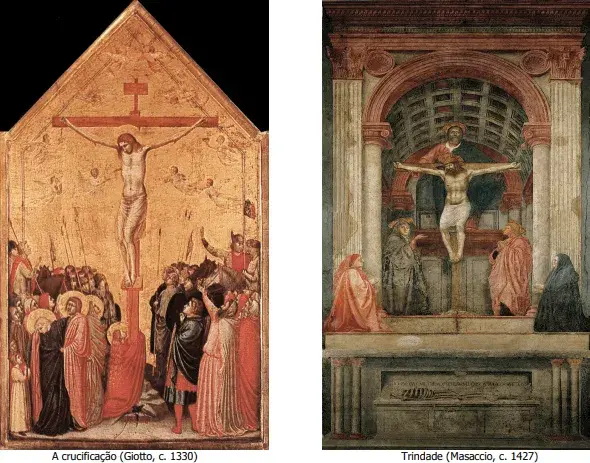 A crucificação (Giotto, c. 1330)
Trindade (Masaccio, c. 1427)